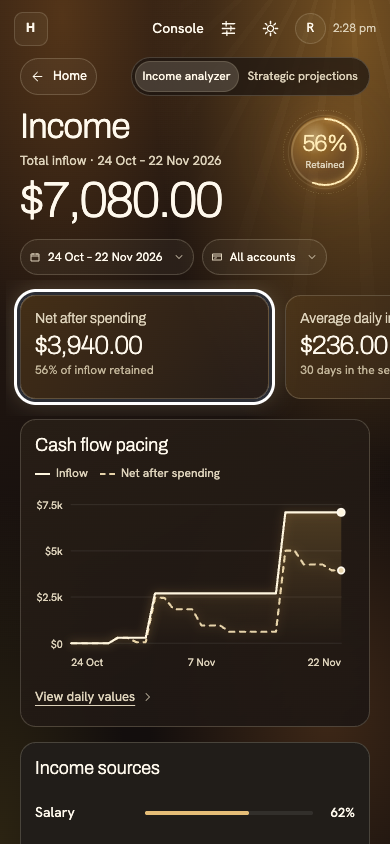 H
Console
R
2:28 pm
Home
Income analyzer
Strategic projections
Income
Total inflow · 24 Oct – 22 Nov 2026
$7,080.00
56%
Retained
24 Oct – 22 Nov 2026
All accounts
Net after spending
$3,940.00
56% of inflow retained
Average daily
$236.00
30 days in the
Cash flow pacing
Inflow
Net after spending
$7.5k
$5k
$2.5k
$0
24 Oct
7 Nov
22 Nov
View daily values
Income sources
Salary
62%